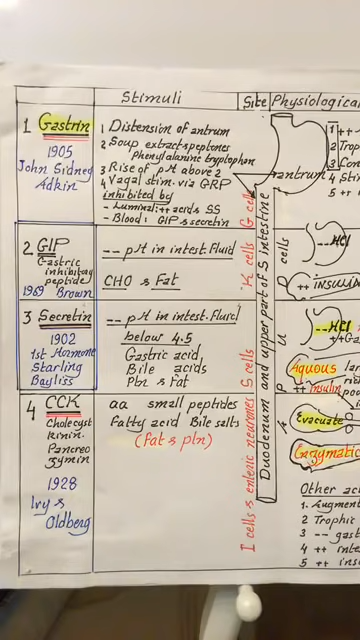 Stimuli
Site
Physiological
1 Gastrin
1905
John Sidney
Adkin
1 Distension of antrum
2 Soup extracts peptones
phenylalanine tryptophan
3 Rise of pH above 2
4 Vagal stim. via GRP
inhibited by
- Luminal: ++ acid & SS
- Blood: GIP & secretin
G cells
antrum
2 GIP
Gastric
inhibitory
peptide
1969 Brown
-- pH in intest. Fluid
CHO & Fat
K cells
cells
--HCl
++ insulin
3 Secretin
1902
1st Hormone
Starling
Bayliss
-- pH in intest. Fluid
below 4.5
Gastric acid
Bile acids
Ptn & Fat
S cells
Duodenum and upper part of S intestine
--HCl
Aquous
++ insulin
4 CCK
Cholecyst
kinin.
Pancreo
zymin
1928
Ivy &
Oldberg
aa small peptides
Fatty acid Bile salts
(Fat & ptn)
I cells & enteric neurones
Evacuate
Enzymatic
Other ac
1. Augment
2 Trophic
3 -- gast
4 ++ inte
5 ++ ins